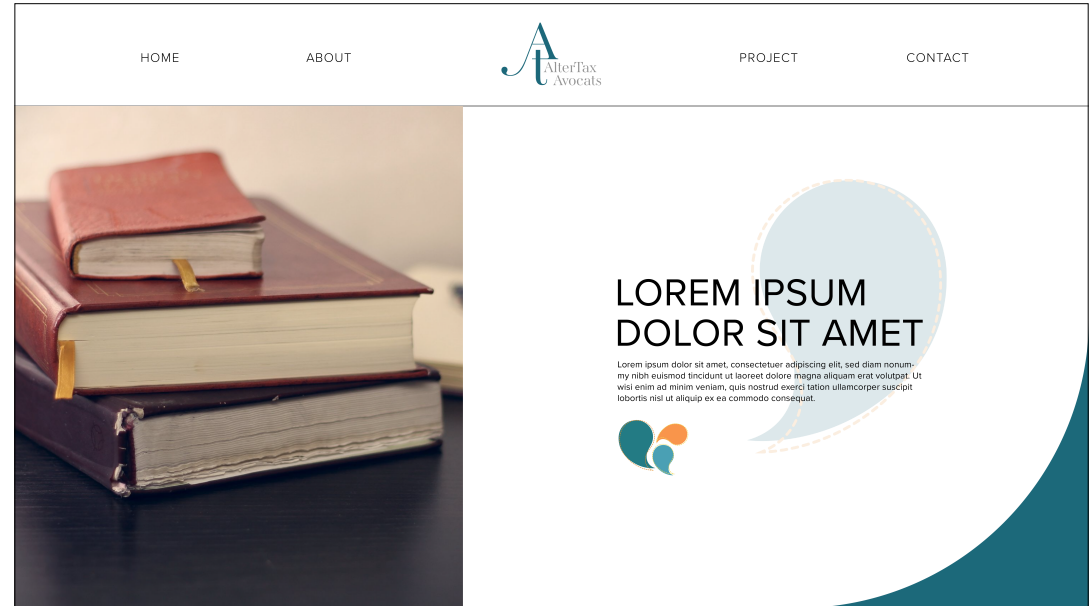 HOME
ABOUT
AlterTax
Avocats
PROJECT
CONTACT
LOREM IPSUM
DOLOR SIT AMET
Lorem ipsum dolor sit amet, consectetuer adipiscing elit, sed diam nonum-
my nibh euismod tincidunt ut laoreet dolore magna aliquam erat volutpat. Ut
wisi enim ad minim veniam, quis nostrud exerci tation ullamcorper suscipit
lobortis nisl ut aliquip ex ea commodo consequat.